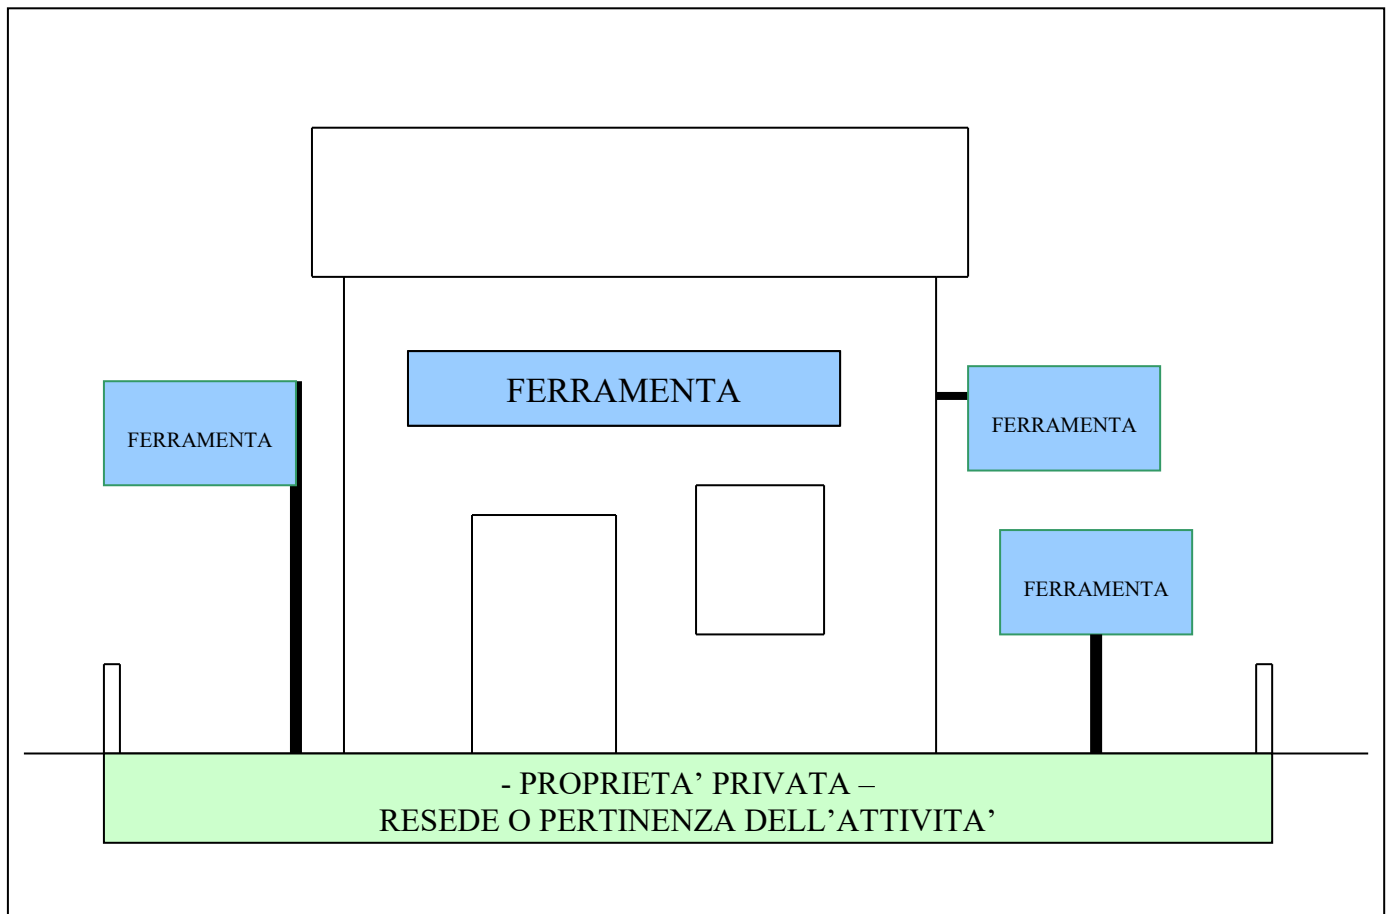 FERRAMENTA
FERRAMENTA
FERRAMENTA
FERRAMENTA
- PROPRIETA’ PRIVATA –
RESEDE O PERTINENZA DELL’ATTIVITA’